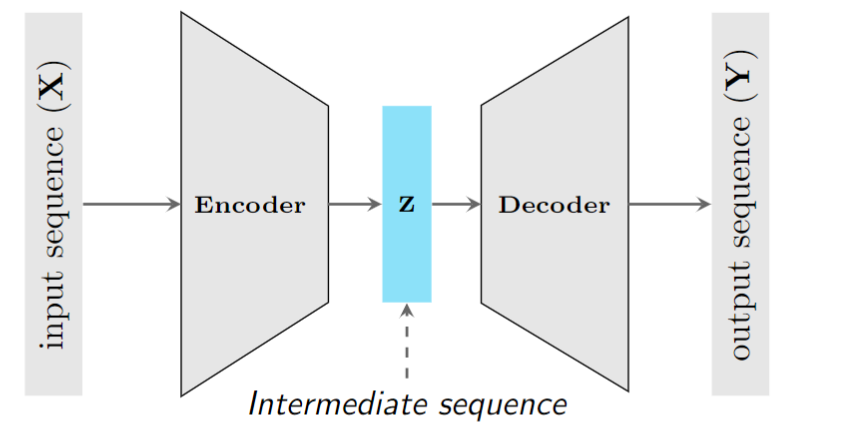 input sequence (X)
Encoder
z
Decoder
output sequence (Y)
Intermediate sequence